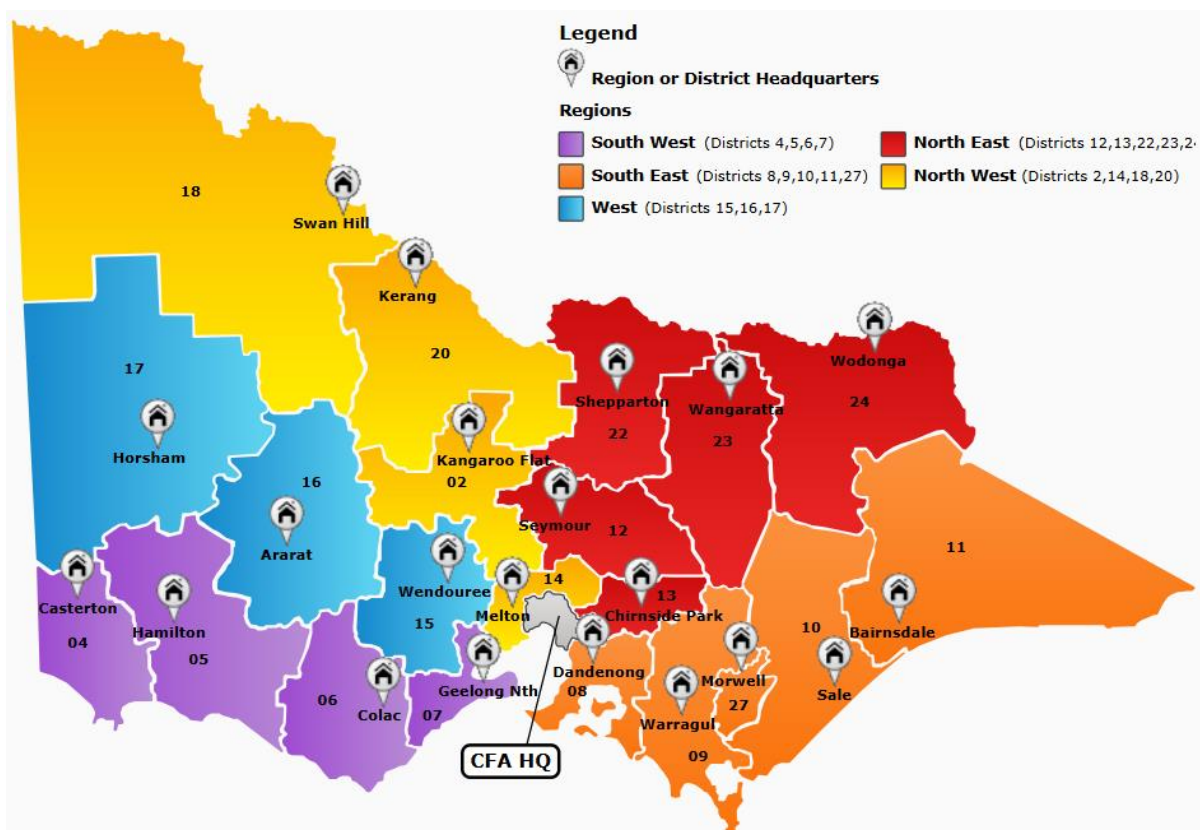 Legend
Region or District Headquarters
Regions
South West (Districts 4,5,6,7)
North East (Districts 12,13,22,23,24
South East (Districts 8,9,10,11,27)
North West (Districts 2,14,18,20)
West (Districts 15,16,17)
18
Swan Hill
Kerang
20
17
Horsham
Shepparton
22
Wangaratta
23
Wodonga
24
Kangaroo Flat
02
16
Ararat
Seymour
12
11
Casterton
04
Hamilton
05
Wendouree
15
Melton
14
Chirnside Park
13
Bairnsdale
10
Sale
Dandenong
08
Morwell
27
Warragul
09
06
Colac
Geelong Nth
07
CFA HQ